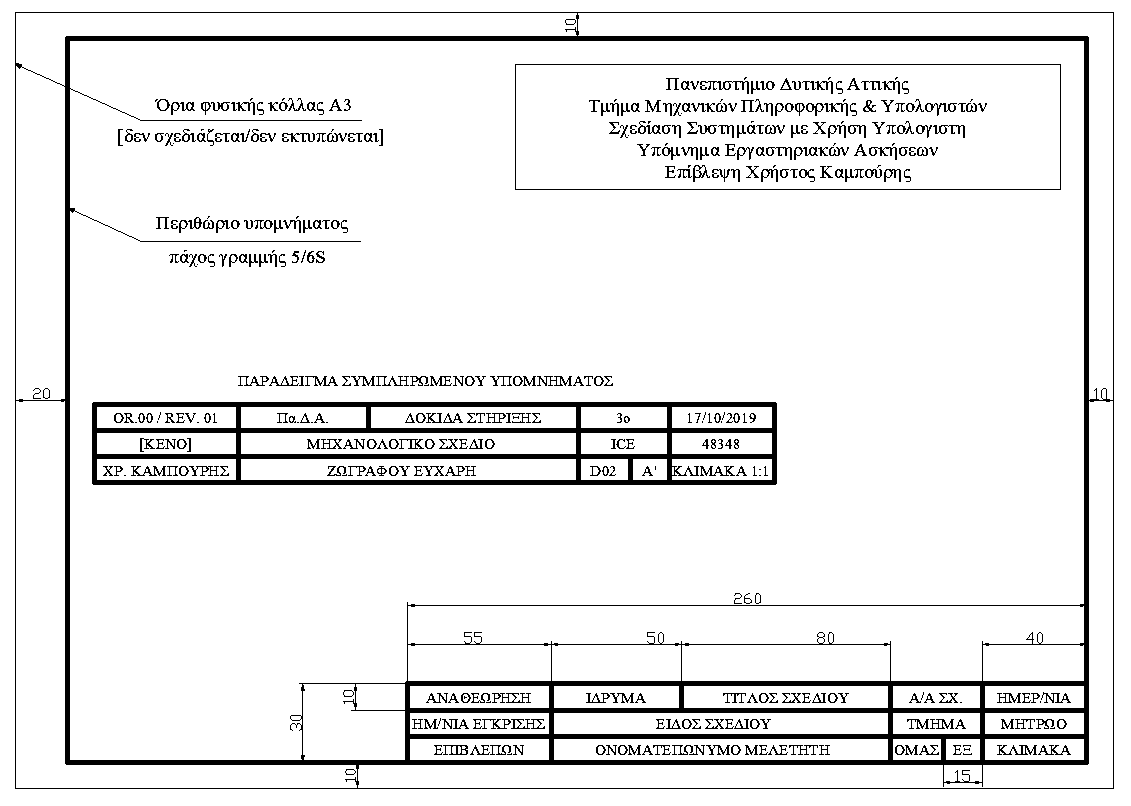 10
Πανεπιστήμιο Δυτικής Αττικής
Τμήμα Μηχανικών Πληροφορικής & Υπολογιστών
Σχεδίαση Συστημάτων με Χρήση Υπολογιστη
Υπόμνημα Εργαστηριακών Ασκήσεων
Επίβλεψη Χρήστος Καμπούρης
Όρια φυσικής κόλλας Α3
[δεν σχεδιάζεται/δεν εκτυπώνεται]
Περιθώριο υπομνήματος
πάχος γραμμής 5/6S
20
10
ΠΑΡΑΔΕΙΓΜΑ ΣΥΜΠΛΗΡΩΜΕΝΟΥ ΥΠΟΜΝΗΜΑΤΟΣ
OR.00 / REV. 01 Πα.Δ.Α. ΔΟΚΙΔΑ ΣΤΗΡΙΞΗΣ 3ο 17/10/2019
[ΚΕΝΟ] ΜΗΧΑΝΟΛΟΓΙΚΟ ΣΧΕΔΙΟ ICE 48348
ΧΡ. ΚΑΜΠΟΥΡΗΣ ΖΩΓΡΑΦΟΥ ΕΥΧΑΡΗ D02 Α' ΚΛΙΜΑΚΑ 1:1
260
55 50 80 40
10
30
ΑΝΑΘΕΩΡΗΣΗ ΙΔΡΥΜΑ ΤΙΤΛΟΣ ΣΧΕΔΙΟΥ Α/Α ΣΧ. ΗΜΕΡ/ΝΙΑ
ΗΜ/ΝΙΑ ΕΓΚΡΙΣΗΣ ΕΙΔΟΣ ΣΧΕΔΙΟΥ ΤΜΗΜΑ ΜΗΤΡΩΟ
ΕΠΙΒΛΕΠΩΝ ΟΝΟΜΑΤΕΠΩΝΥΜΟ ΜΕΛΕΤΗΤΗ ΟΜΑΣ ΕΞ ΚΛΙΜΑΚΑ
10
15